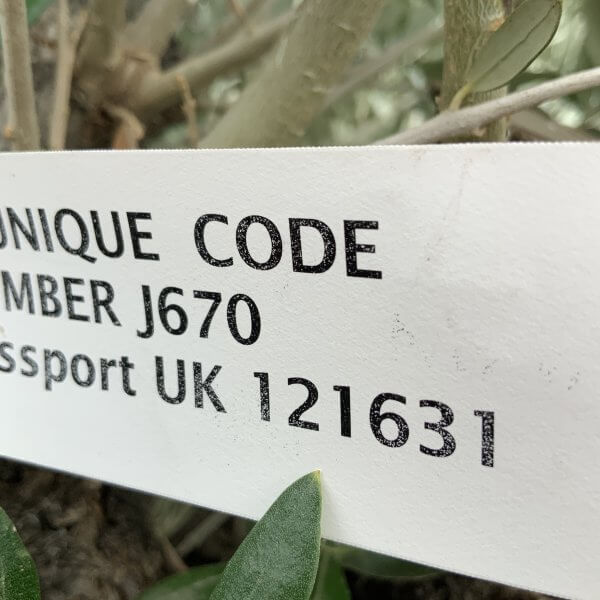 UNIQUE CODE
MBER J670
ssport UK 121631